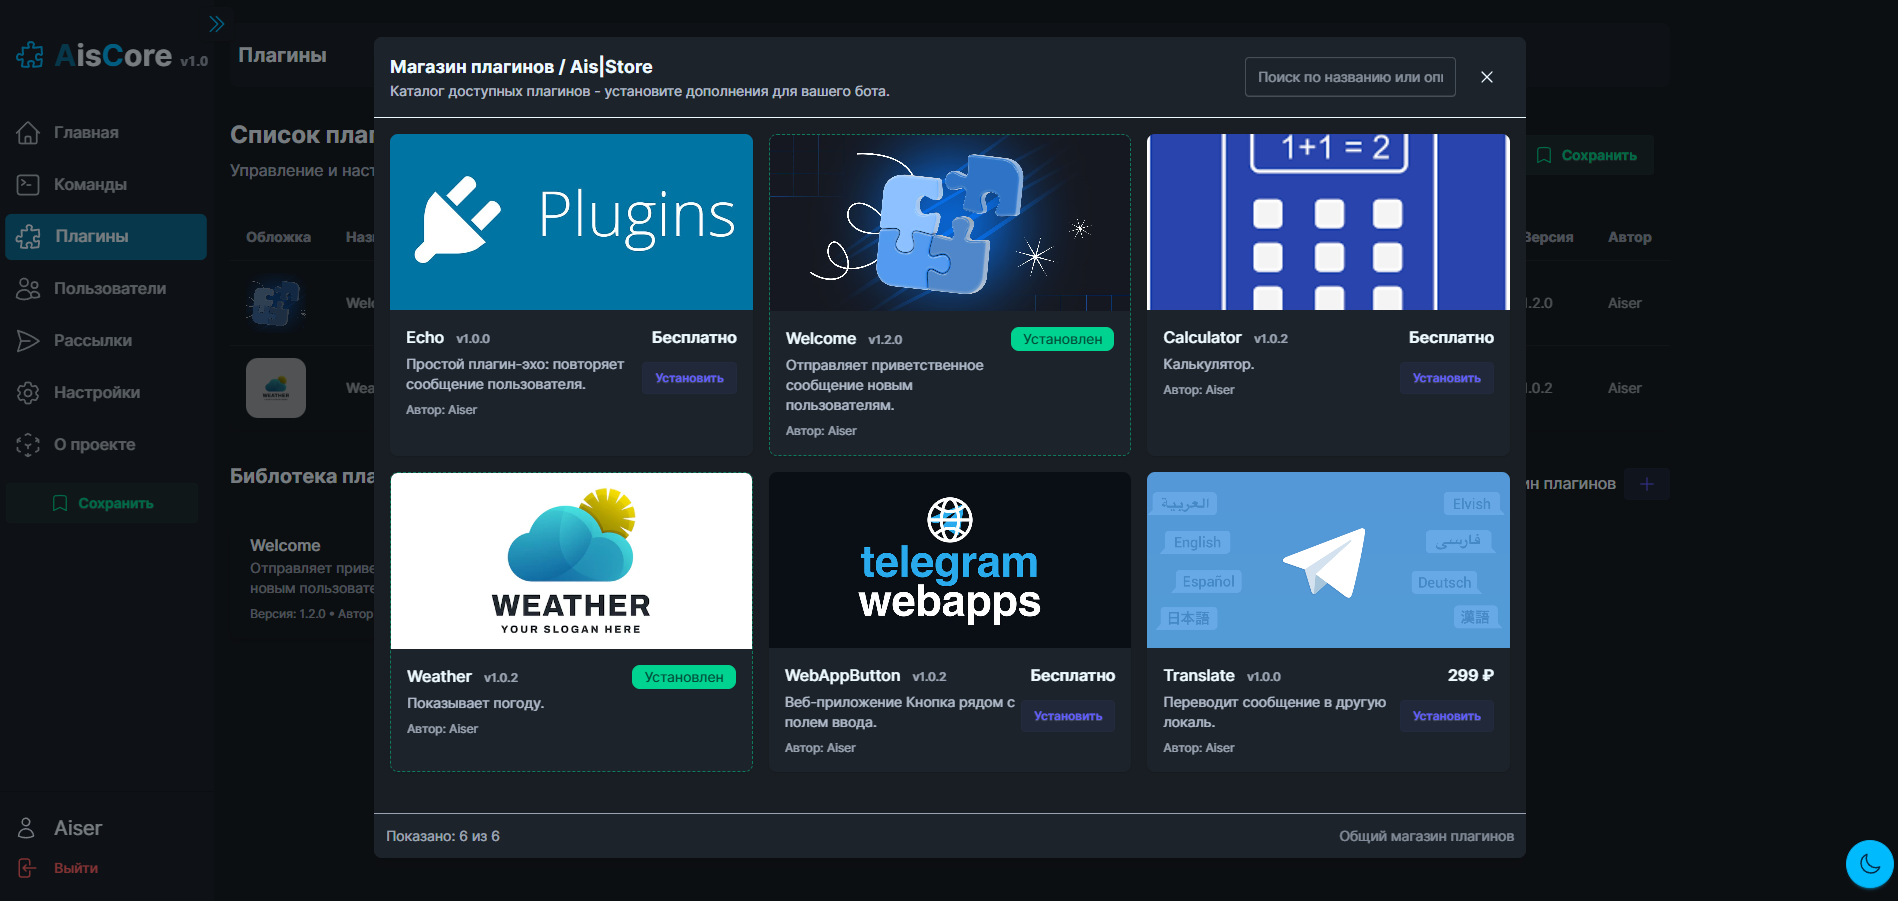 AisCore v1.0
Главная
Команды
Плагины
Пользователи
Рассылки
Настройки
О проекте
Сохранить
Aiser
Выйти
Плагины
Список плаг
Управление и наст
Сохранить
Обложка
Назв
Версия
Автор
Welc
1.2.0
Aiser
Wea
1.0.2
Aiser
Библотека пла
ин плагинов
Welcome
Отправляет приве
новым пользовате
Версия: 1.2.0 • Автор
Магазин плагинов / Ais|Store
Каталог доступных плагинов - установите дополнения для вашего бота.
Поиск по названию или опи
Plugins
Echo v1.0.0
Бесплатно
Простой плагин-эхо: повторяет
сообщение пользователя.
Установить
Автор: Aiser
Welcome v1.2.0
Установлен
Отправляет приветственное
сообщение новым
пользователям.
Автор: Aiser
1+1 = 2
Calculator v1.0.2
Бесплатно
Калькулятор.
Установить
Автор: Aiser
WEATHER
YOUR SLOGAN HERE
Weather v1.0.2
Установлен
Показывает погоду.
Автор: Aiser
telegram
webapps
WebAppButton v1.0.2
Бесплатно
Веб-приложение Кнопка рядом с
полем ввода.
Установить
Автор: Aiser
العربية
Elvish
English
فارسی
Español
Deutsch
日本語
漢語
Translate v1.0.0
299 ₽
Переводит сообщение в другую
локаль.
Установить
Автор: Aiser
Показано: 6 из 6
Общий магазин плагинов